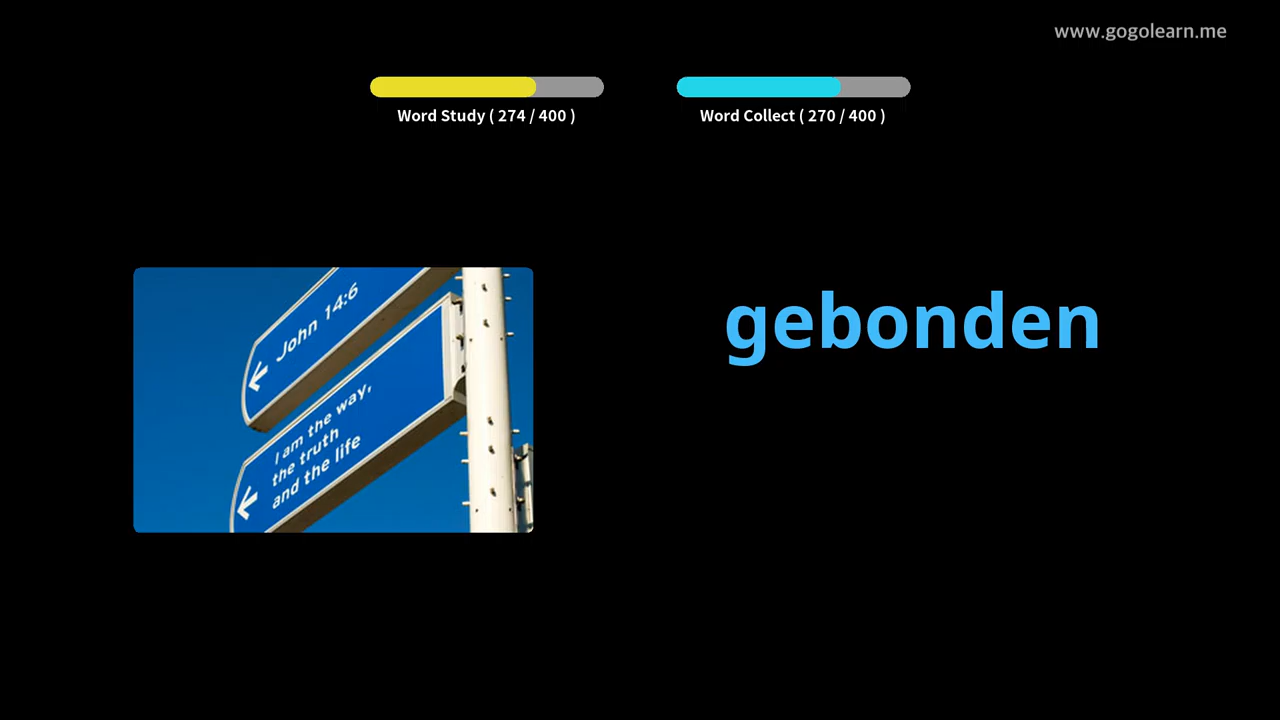 www.gogolearn.me
Word Study ( 274 / 400 )
Word Collect ( 270 / 400 )
John 14:6
I am the way,
the truth
and the life
gebonden